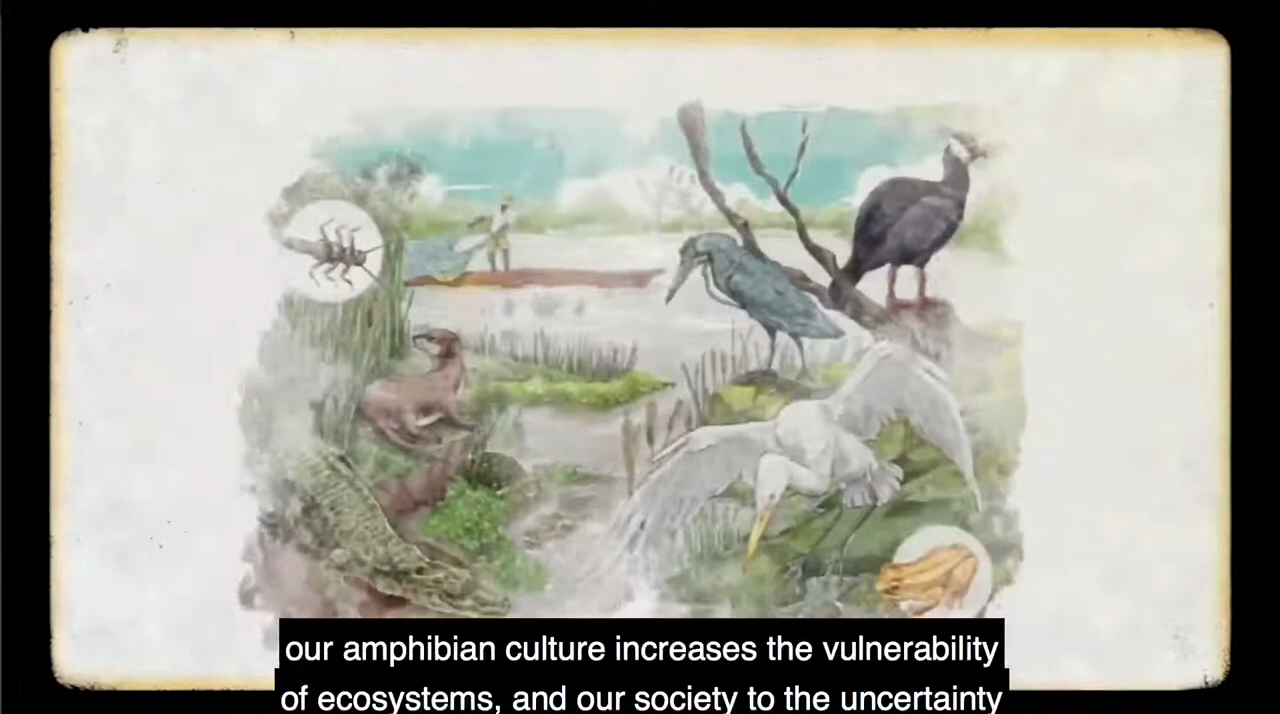 our amphibian culture increases the vulnerability
of ecosystems, and our society to the uncertainty